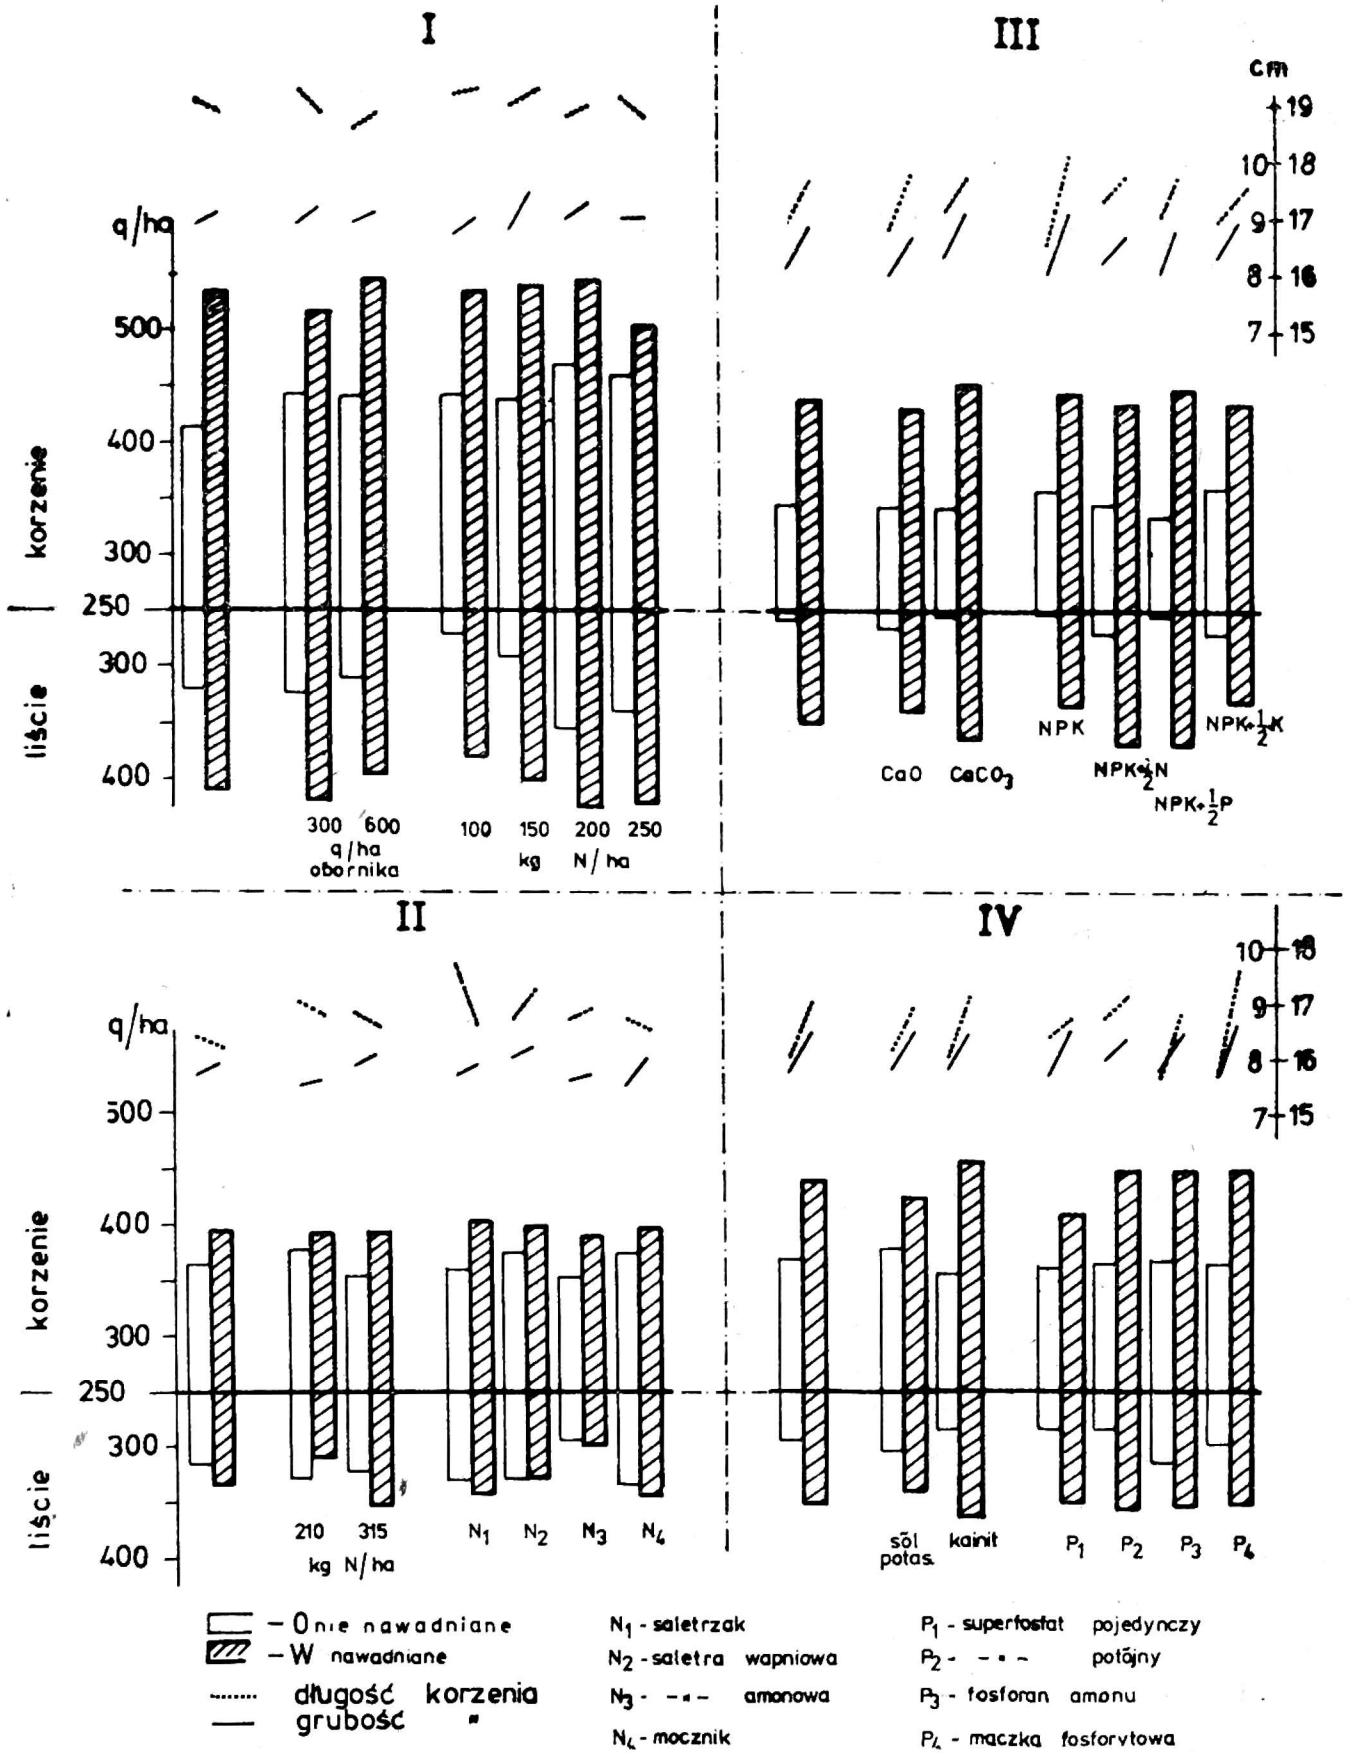 I
III
cm
19
10 18
9 17
8 16
7 15
q/ha
500
400
300
250
300
400
korzenie
liście
300 600
q/ha
obornika
100 150 200 250
kg N/ha
CaO CaCO3
NPK
NPK+½N
NPK+½P
NPK+½K
II
IV
10 18
9 17
8 16
7 15
q/ha
500
400
300
250
300
400
korzenie
liście
210 315
kg N/ha
N1 N2 N3 N4
sól
potas.
kainit
P1 P2 P3 P4
- O nie nawadniane
- W nawadniane
długość korzenia
grubość "
N1 - saletrzak
N2 - saletra wapniowa
N3 - -"- amonowa
N4 - mocznik
P1 - superfosfat pojedynczy
P2 - -"- potójny
P3 - fosforan amonu
P4 - mączka fosforytowa